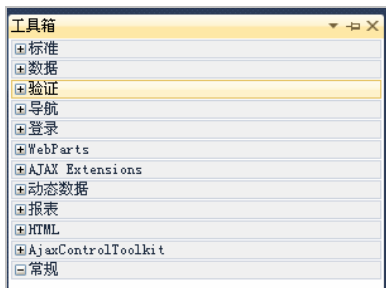 工具箱
标准
数据
验证
导航
登录
WebParts
AJAX Extensions
动态数据
报表
HTML
AjaxControlToolkit
常规